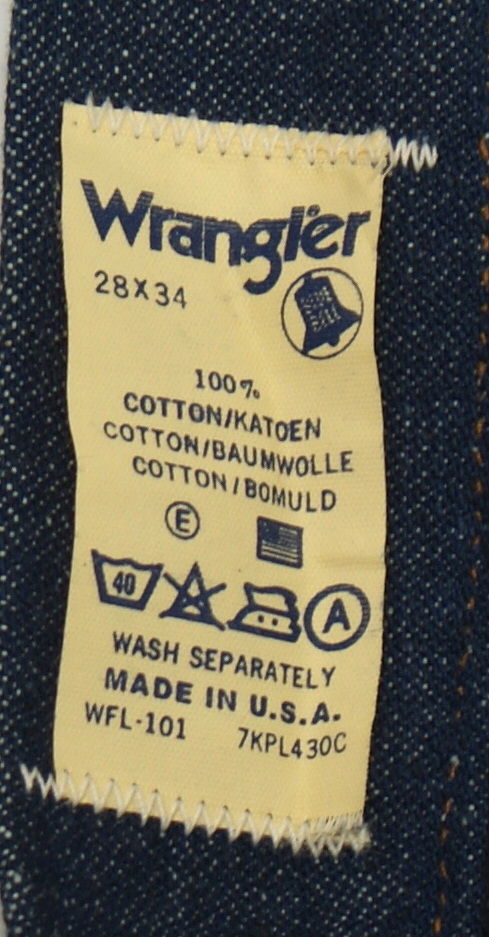 Wrangler
28X34
100%
COTTON/KATOEN
COTTON/BAUMWOLLE
COTTON/BOMULD
E
40 A
WASH SEPARATELY
MADE IN U.S.A.
WFL-101 7KPL430C